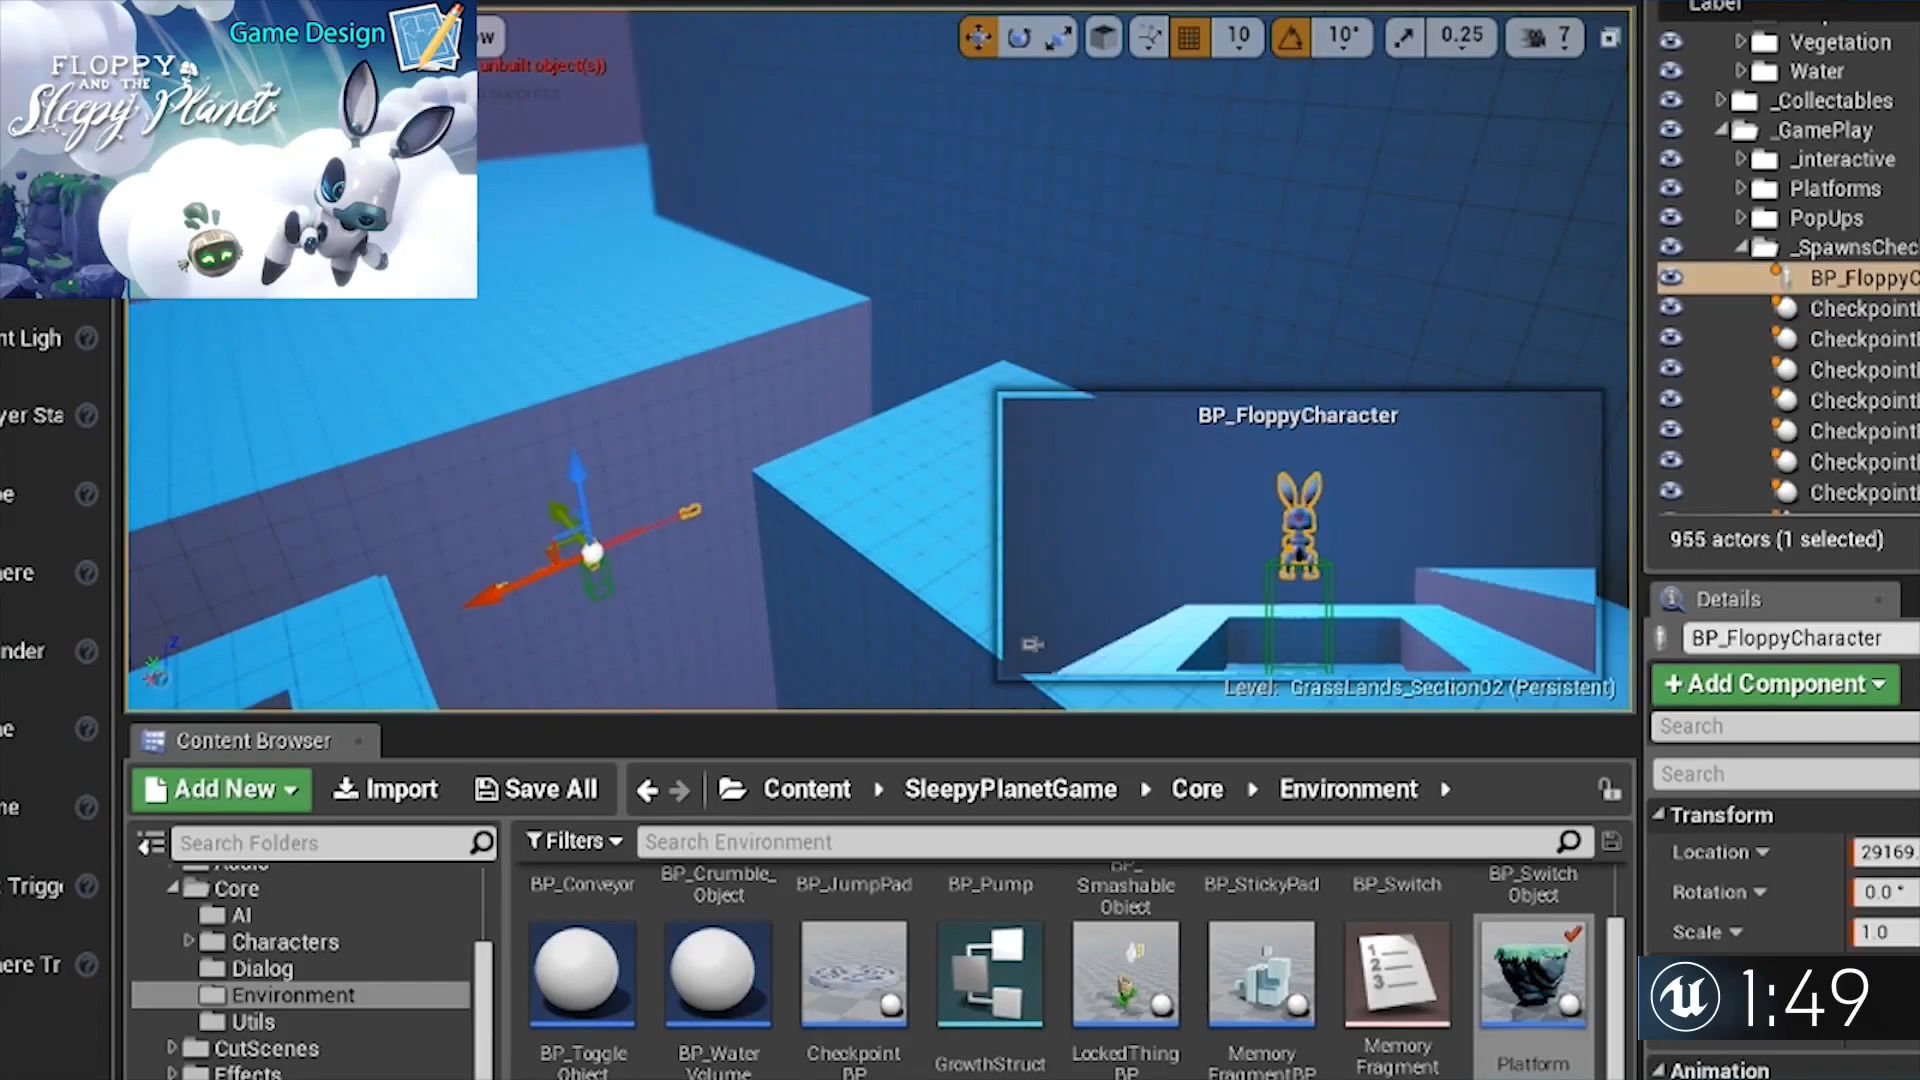 Game Design
FLOPPY
AND THE
Sleepy Planet
unbuilt object(s))
10
10°
0.25
7
Label
Vegetation
Water
_Collectables
_GamePlay
_interactive
Platforms
PopUps
_SpawnsChec
BP_FloppyC
Checkpoint
Checkpoint
Checkpoint
Checkpoint
Checkpoint
Checkpoint
Checkpoint
955 actors (1 selected)
Details
BP_FloppyCharacter
+Add Component
Search
Search
Transform
Location
29169.
Rotation
0.0 °
Scale
1.0
1:49
Animation
nt Ligh
yer Sta
ere
nder
Trigg
ere Tr
BP_FloppyCharacter
Level: GrassLands_Section02 (Persistent)
Z
Content Browser
Add New
Import
Save All
Content
SleepyPlanetGame
Core
Environment
Search Folders
Filters
Search Environment
Audio
Core
AI
Characters
Dialog
Environment
Utils
CutScenes
Effects
BP_Conveyor
BP_Crumble_
Object
BP_JumpPad
BP_Pump
BP_
Smashable
Object
BP_StickyPad
BP_Switch
BP_Switch
Object
BP_Toggle
Object
BP_Water
Volume
Checkpoint
BP
GrowthStruct
LockedThing
BP
Memory
FragmentBP
Memory
Fragment
Platform